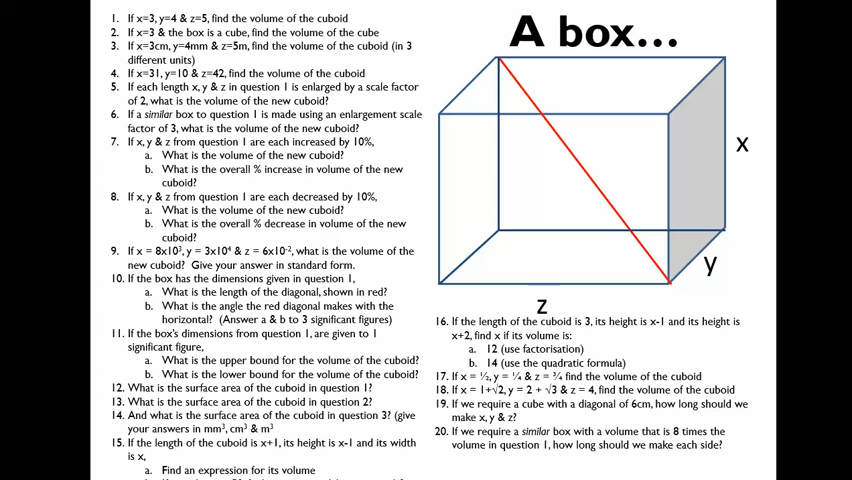 1. If x=3, y=4 & z=5, find the volume of the cuboid
2. If x=3 & the box is a cube, find the volume of the cube
3. If x=3cm, y=4mm & z=5m, find the volume of the cuboid (in 3
different units)
4. If x=31, y=10 & z=42, find the volume of the cuboid
5. If each length x, y & z in question 1 is enlarged by a scale factor
of 2, what is the volume of the new cuboid?
6. If a similar box to question 1 is made using an enlargement scale
factor of 3, what is the volume of the new cuboid?
7. If x, y & z from question 1 are each increased by 10%,
a. What is the volume of the new cuboid?
b. What is the overall % increase in volume of the new
cuboid?
8. If x, y & z from question 1 are each decreased by 10%,
a. What is the volume of the new cuboid?
b. What is the overall % decrease in volume of the new
cuboid?
9. If x = 8x10³, y = 3x10⁴ & z = 6x10⁻², what is the volume of the
new cuboid? Give your answer in standard form.
10. If the box has the dimensions given in question 1,
a. What is the length of the diagonal, shown in red?
b. What is the angle the red diagonal makes with the
horizontal? (Answer a & b to 3 significant figures)
11. If the box's dimensions from question 1, are given to 1
significant figure,
a. What is the upper bound for the volume of the cuboid?
b. What is the lower bound for the volume of the cuboid?
12. What is the surface area of the cuboid in question 1?
13. What is the surface area of the cuboid in question 2?
14. And what is the surface area of the cuboid in question 3? (give
your answers in mm³, cm³ & m³
15. If the length of the cuboid is x+1, its height is x-1 and its width
is x,
a. Find an expression for its volume
A box...
x
y
z
16. If the length of the cuboid is 3, its height is x-1 and its height is
x+2, find x if its volume is:
a. 12 (use factorisation)
b. 14 (use the quadratic formula)
17. If x = ½, y = ¼ & z = ¾ find the volume of the cuboid
18. If x = 1+√2, y = 2 + √3 & z = 4, find the volume of the cuboid
19. If we require a cube with a diagonal of 6cm, how long should we
make x, y & z?
20. If we require a similar box with a volume that is 8 times the
volume in question 1, how long should we make each side?